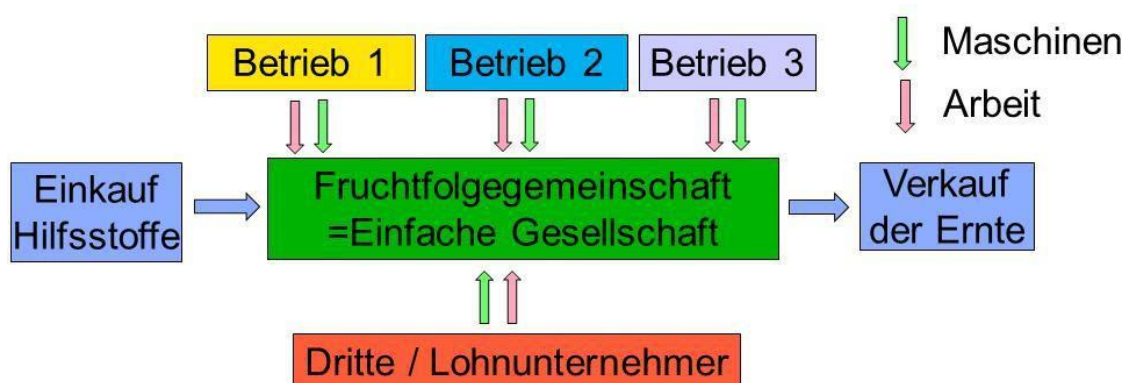 Betrieb 1
Betrieb 2
Betrieb 3
Maschinen
Arbeit
Einkauf
Hilfsstoffe
Fruchtfolgegemeinschaft
=Einfache Gesellschaft
Verkauf
der Ernte
Dritte / Lohnunternehmer